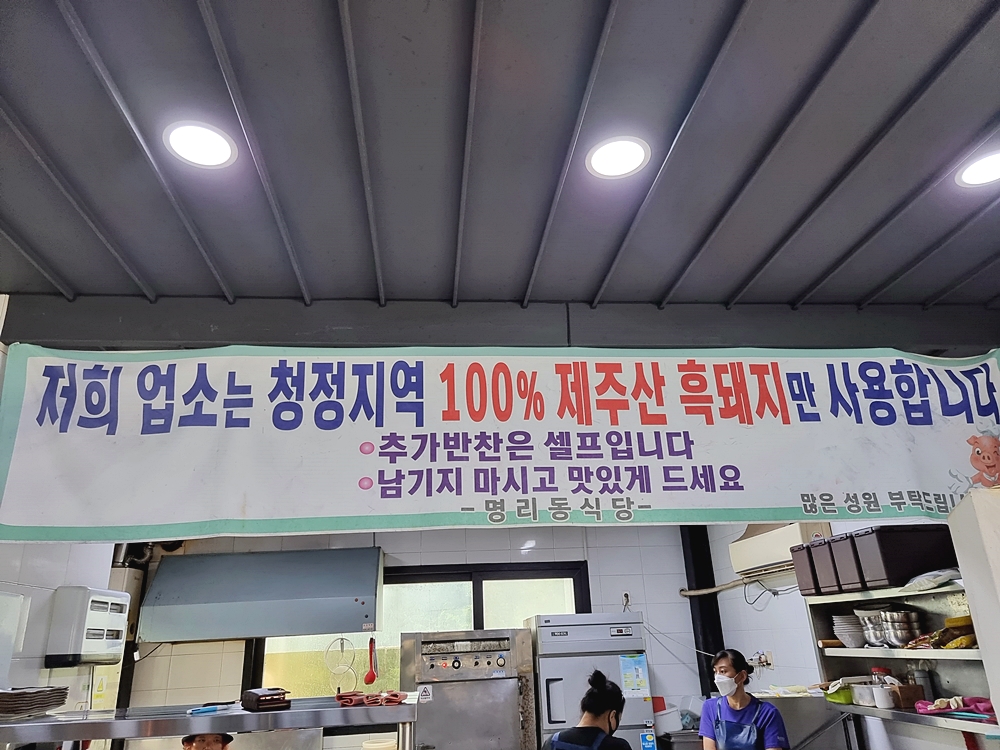 저희 업소는 청정지역 100% 제주산 흑돼지만 사용합니다
추가반찬은 셀프입니다
남기지 마시고 맛있게 드세요
-명리동식당-
많은 성원 부탁드립니